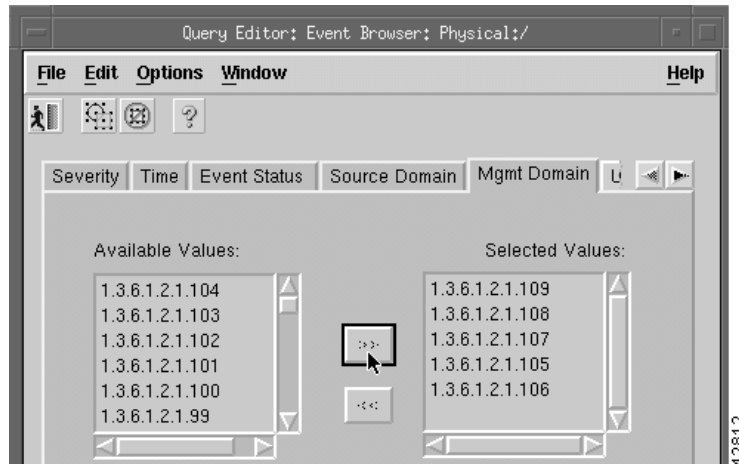 Query Editor: Event Browser: Physical:/
File Edit Options Window Help
Severity Time Event Status Source Domain Mgmt Domain
Available Values: Selected Values:
1.3.6.1.2.1.104 1.3.6.1.2.1.109
1.3.6.1.2.1.103 1.3.6.1.2.1.108
1.3.6.1.2.1.102 1.3.6.1.2.1.107
1.3.6.1.2.1.101 1.3.6.1.2.1.105
1.3.6.1.2.1.100 1.3.6.1.2.1.106
1.3.6.1.2.1.99
>>
<<
12812